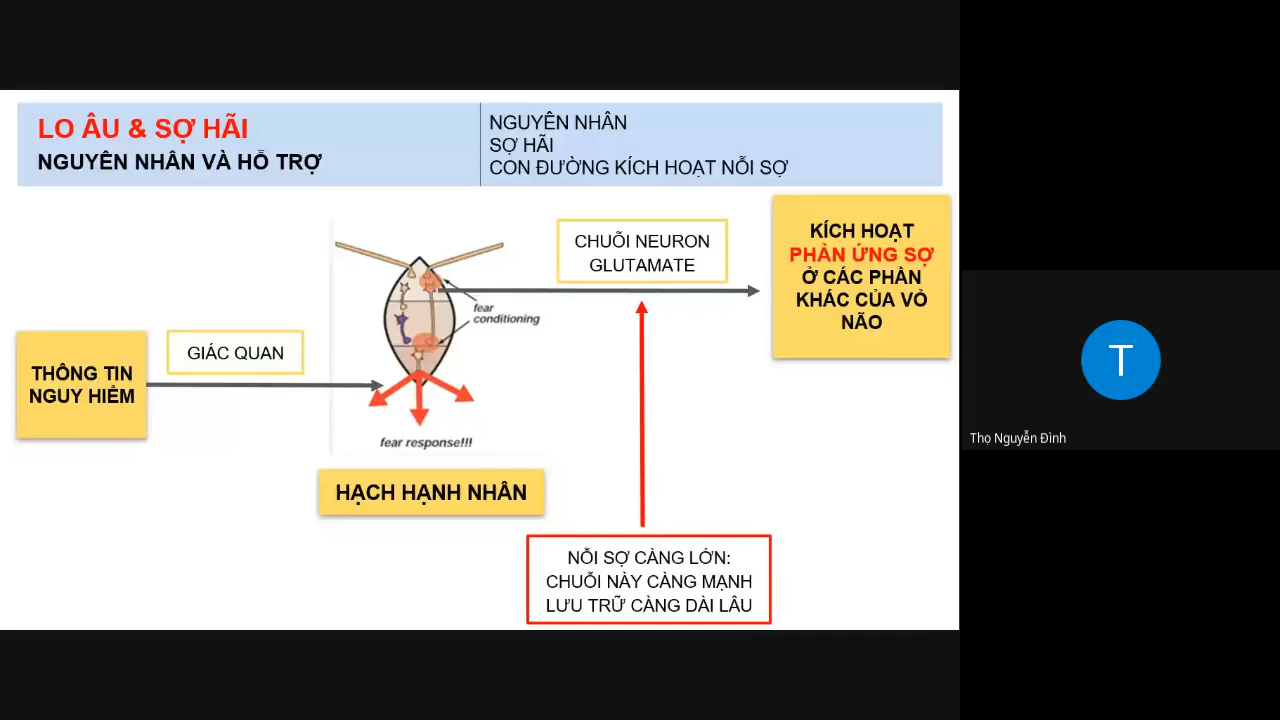 LO ÂU & SỢ HÃI
NGUYÊN NHÂN VÀ HỖ TRỢ
NGUYÊN NHÂN
SỢ HÃI
CON ĐƯỜNG KÍCH HOẠT NỖI SỢ
THÔNG TIN
NGUY HIỂM
GIÁC QUAN
fear
conditioning
fear response!!!
HẠCH HẠNH NHÂN
CHUỖI NEURON
GLUTAMATE
KÍCH HOẠT
PHẢN ỨNG SỢ
Ở CÁC PHẦN
KHÁC CỦA VỎ
NÃO
NỖI SỢ CÀNG LỚN:
CHUỖI NÀY CÀNG MẠNH
LƯU TRỮ CÀNG DÀI LÂU
T
Thọ Nguyễn Đình